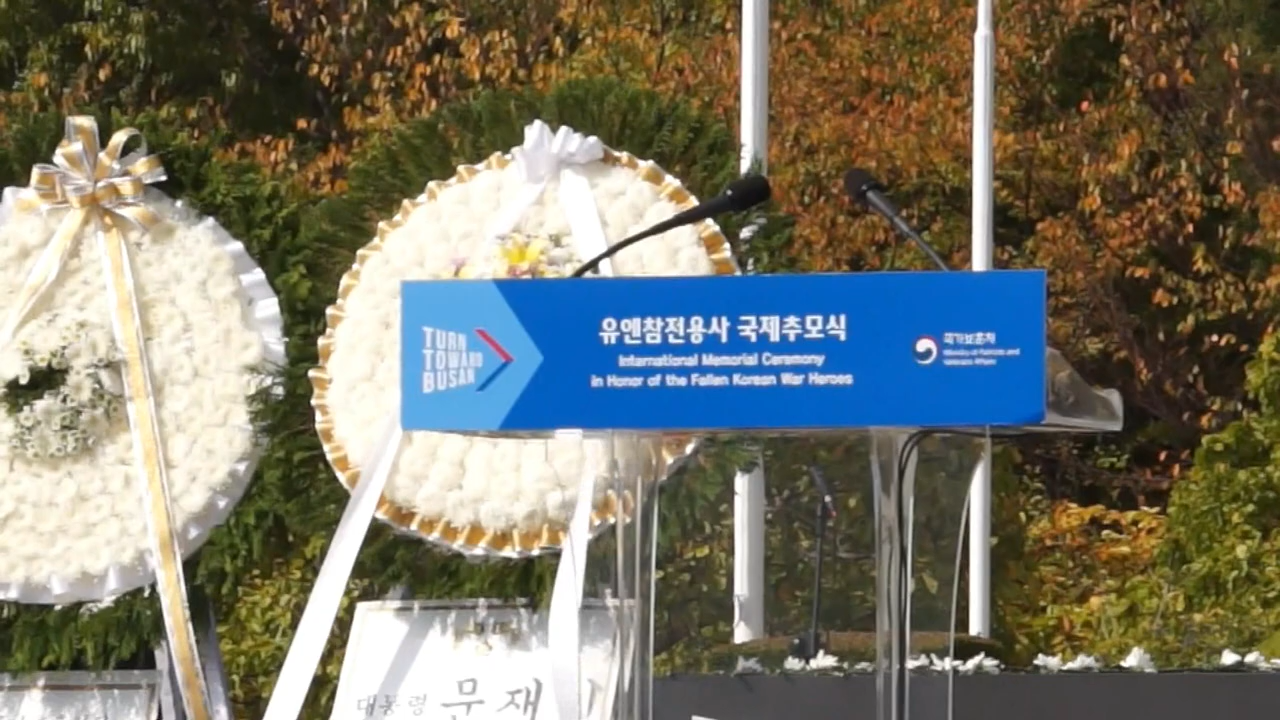 TURN
TOWARD
BUSAN
유엔참전용사 국제추모식
International Memorial Ceremony
in Honor of the Fallen Korean War Heroes
국가보훈처
Ministry of Patriots and
Veterans Affairs
대통령 문재